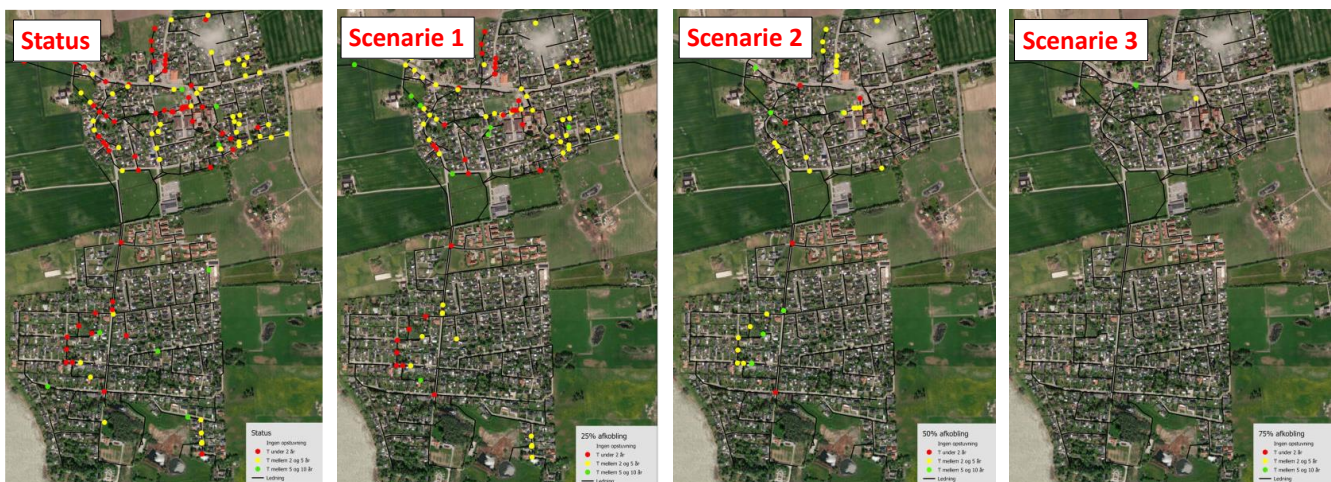 Status
Scenarie 1
Scenarie 2
Scenarie 3
Status
Ingen opstuvning
T under 2 år
T mellem 2 og 5 år
T mellem 5 og 10 år
Ledning
25% afkobling
Ingen opstuvning
T under 2 år
T mellem 2 og 5 år
T mellem 5 og 10 år
Ledning
50% afkobling
Ingen opstuvning
T under 2 år
T mellem 2 og 5 år
T mellem 5 og 10 år
Ledning
75% afkobling
Ingen opstuvning
T under 2 år
T mellem 2 og 5 år
T mellem 5 og 10 år
Ledning